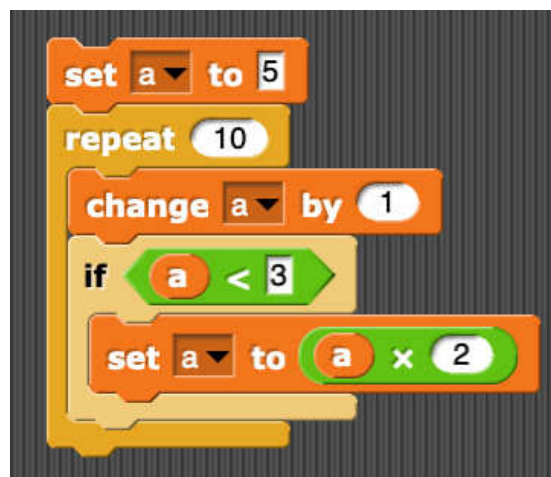 set a to 5
repeat 10
change a by 1
if a < 3
set a to a × 2